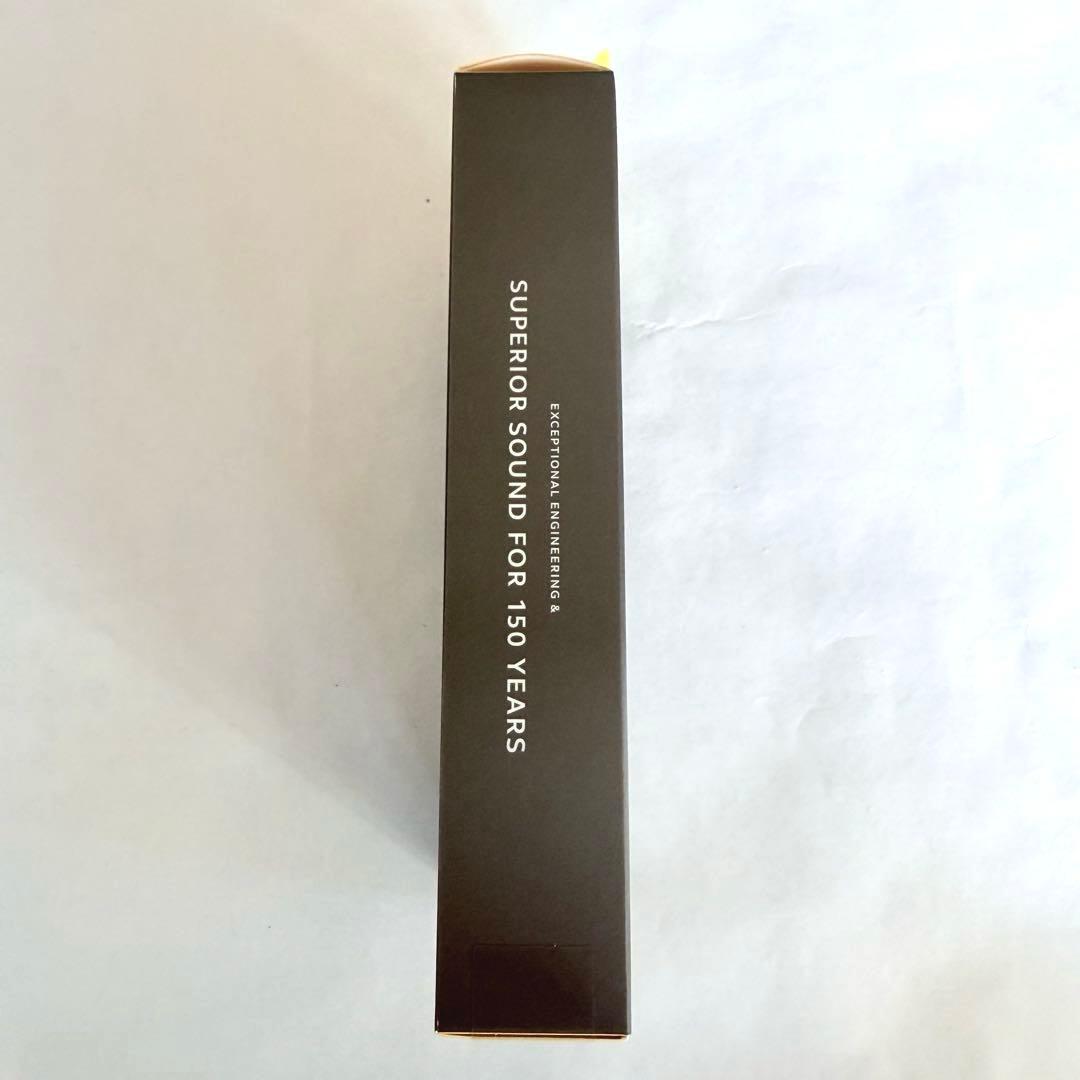 EXCEPTIONAL ENGINEERING &
SUPERIOR SOUND FOR 150 YEARS